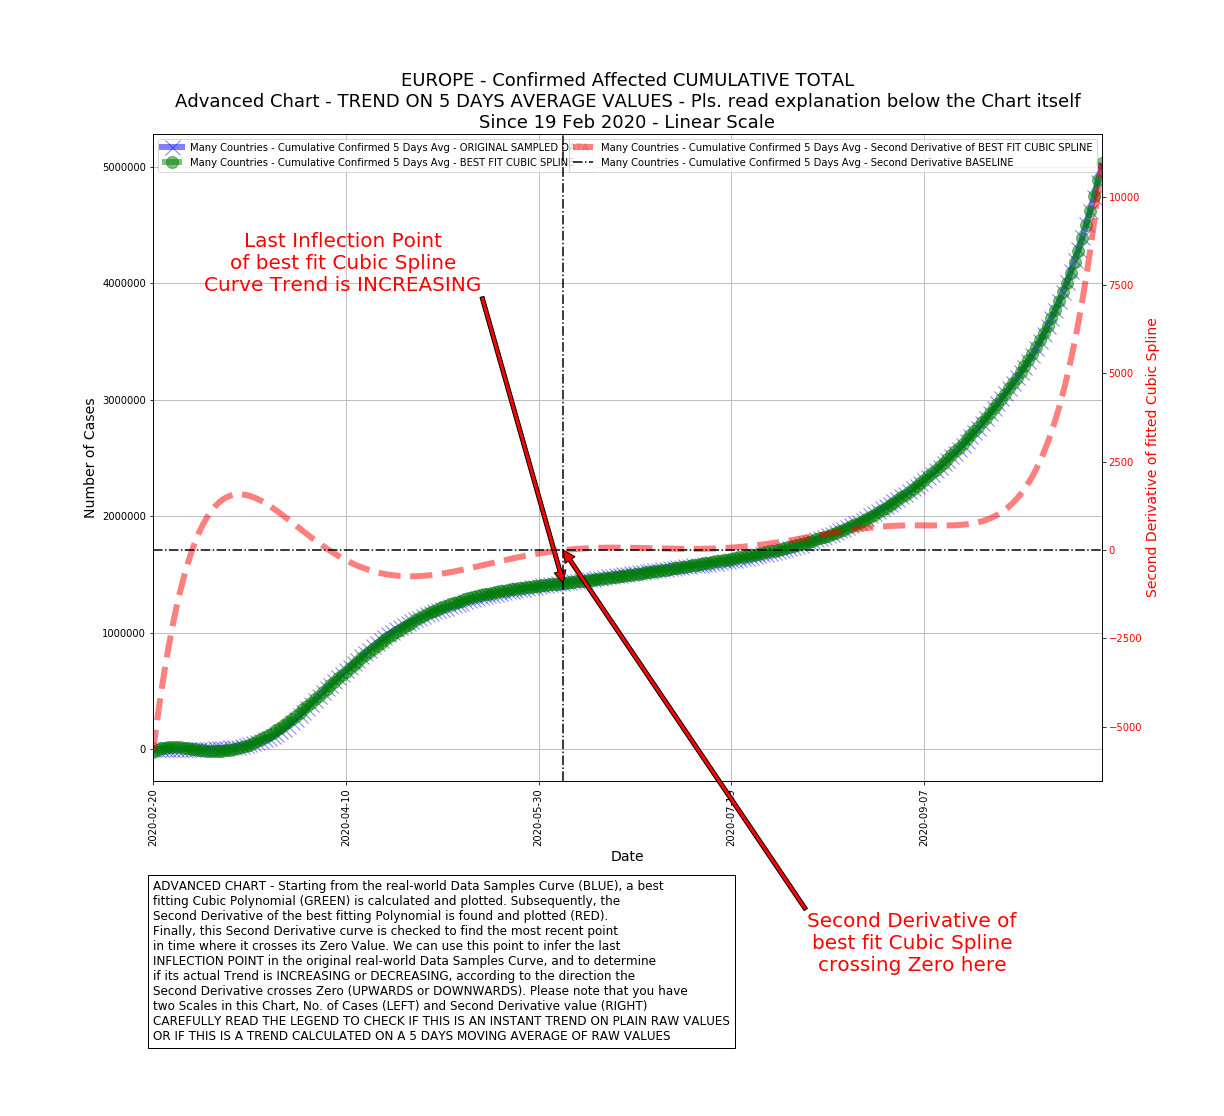 EUROPE - Confirmed Affected CUMULATIVE TOTAL
Advanced Chart - TREND ON 5 DAYS AVERAGE VALUES - Pls. read explanation below the Chart itself
Since 19 Feb 2020 - Linear Scale
Many Countries - Cumulative Confirmed 5 Days Avg - ORIGINAL SAMPLED
Many Countries - Cumulative Confirmed 5 Days Avg - BEST FIT CUBIC SPLIN
Many Countries - Cumulative Confirmed 5 Days Avg - Second Derivative of BEST FIT CUBIC SPLINE
Many Countries - Cumulative Confirmed 5 Days Avg - Second Derivative BASELINE
Last Inflection Point
of best fit Cubic Spline
Curve Trend is INCREASING
Number of Cases
5000000
4000000
3000000
2000000
1000000
0
Second Derivative of fitted Cubic Spline
10000
7500
5000
2500
0
−2500
−5000
2020-02-20
2020-04-10
2020-05-30
2020-09-07
Date
ADVANCED CHART - Starting from the real-world Data Samples Curve (BLUE), a best
fitting Cubic Polynomial (GREEN) is calculated and plotted. Subsequently, the
Second Derivative of the best fitting Polynomial is found and plotted (RED).
Finally, this Second Derivative curve is checked to find the most recent point
in time where it crosses its Zero Value. We can use this point to infer the last
INFLECTION POINT in the original real-world Data Samples Curve, and to determine
if its actual Trend is INCREASING or DECREASING, according to the direction the
Second Derivative crosses Zero (UPWARDS or DOWNWARDS). Please note that you have
two Scales in this Chart, No. of Cases (LEFT) and Second Derivative value (RIGHT)
CAREFULLY READ THE LEGEND TO CHECK IF THIS IS AN INSTANT TREND ON PLAIN RAW VALUES
OR IF THIS IS A TREND CALCULATED ON A 5 DAYS MOVING AVERAGE OF RAW VALUES
Second Derivative of
best fit Cubic Spline
crossing Zero here